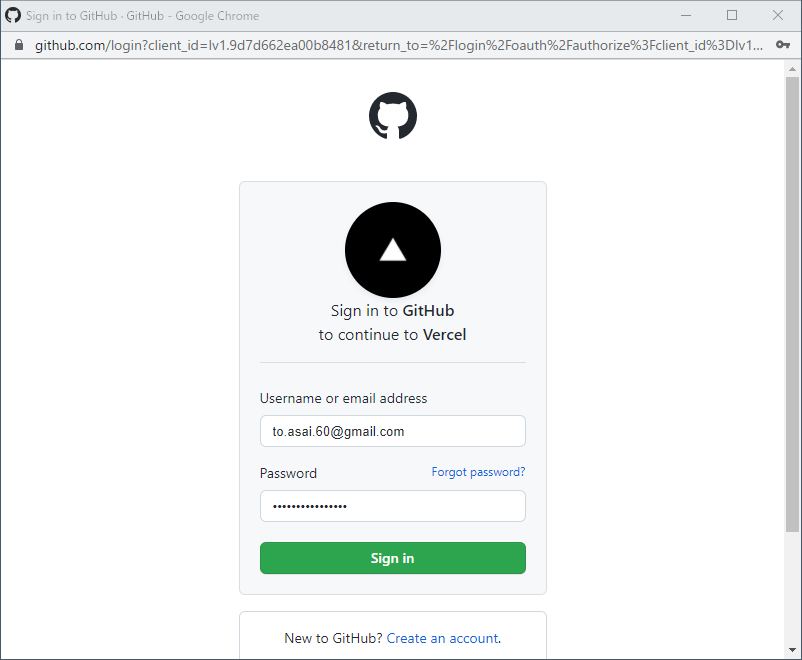 Sign in to GitHub · GitHub - Google Chrome
github.com/login?client_id=lv1.9d7d662ea00b8481&return_to=%2Flogin%2Foauth%2Fauthorize%3Fclient_id%3Dlv1...
Sign in to GitHub
to continue to Vercel
Username or email address
to.asai.60@gmail.com
Password Forgot password?
••••••••••••••••
Sign in
New to GitHub? Create an account.